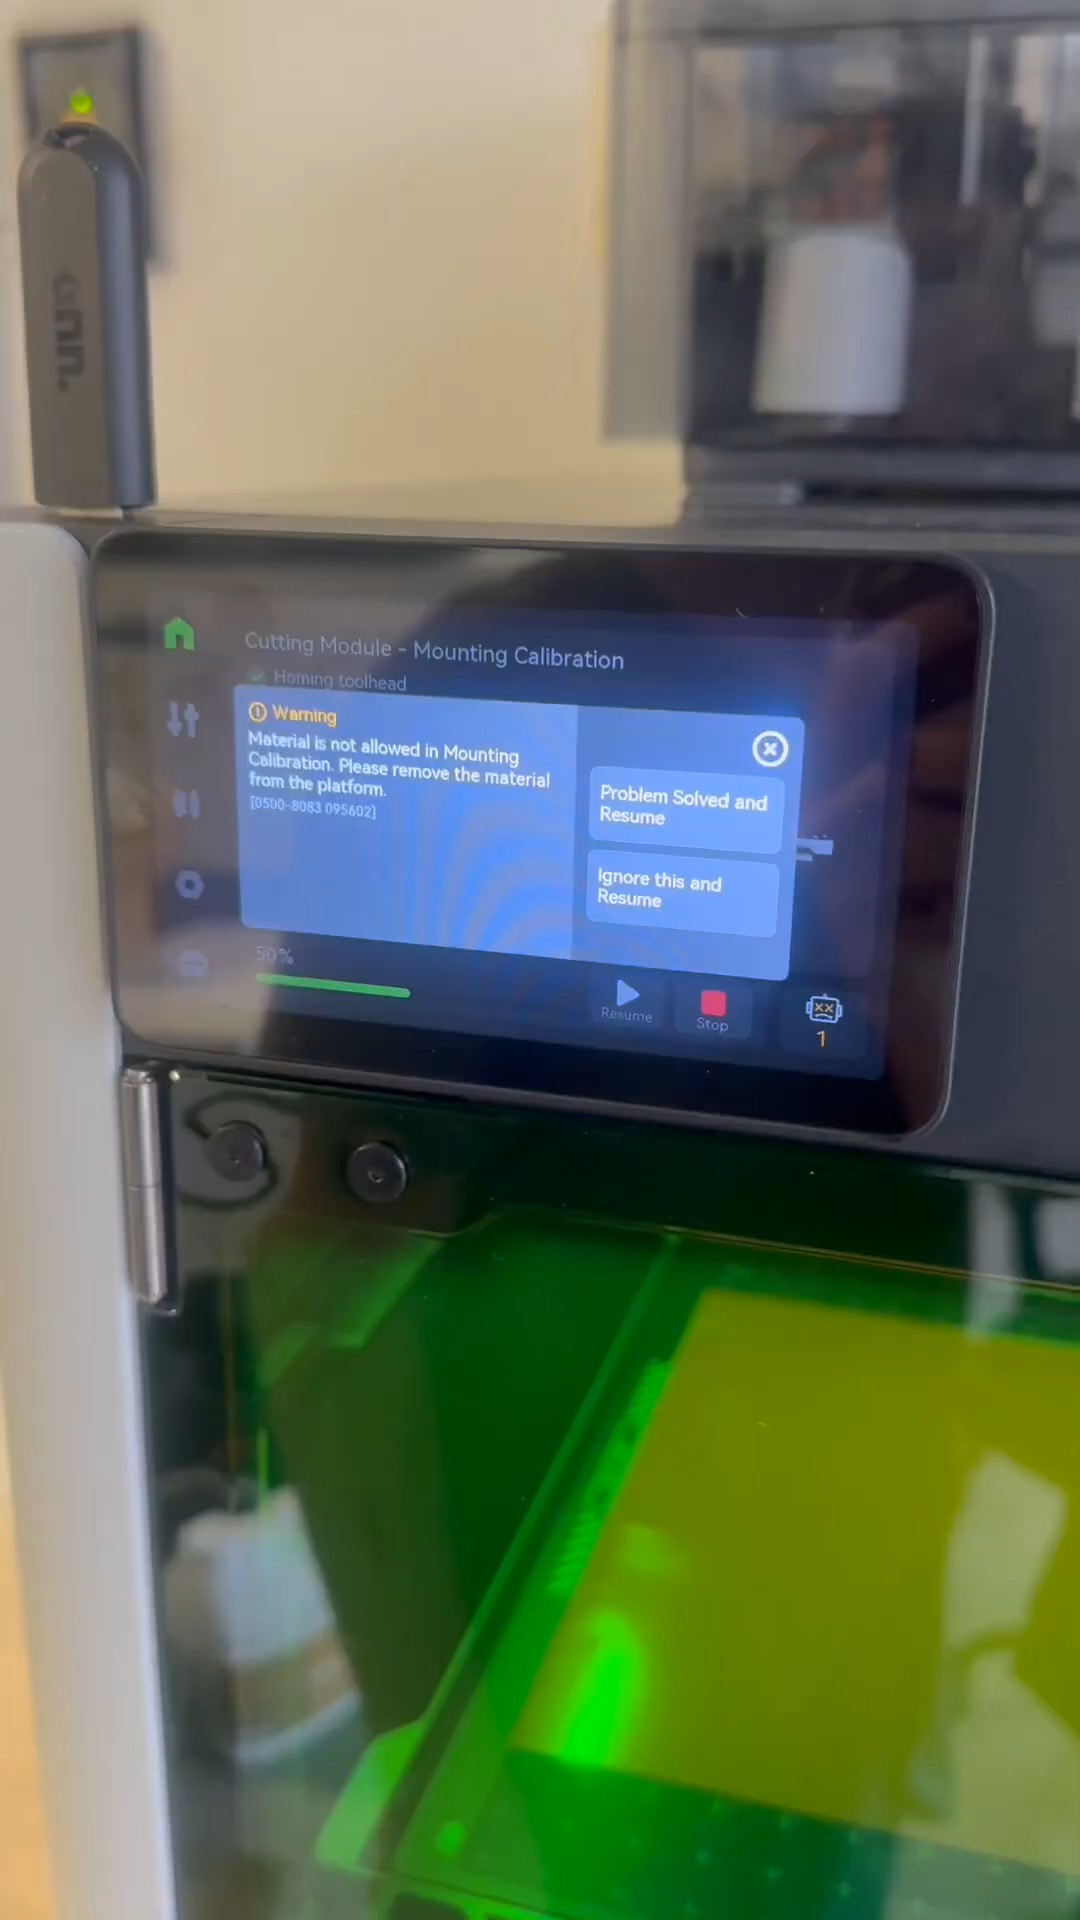 Cutting Module - Mounting Calibration
Homing toolhead
Warning
Material is not allowed in Mounting
Calibration. Please remove the material
from the platform.
[0500-8083 095602]
Problem Solved and
Resume
Ignore this and
Resume
50%
Resume
Stop
1